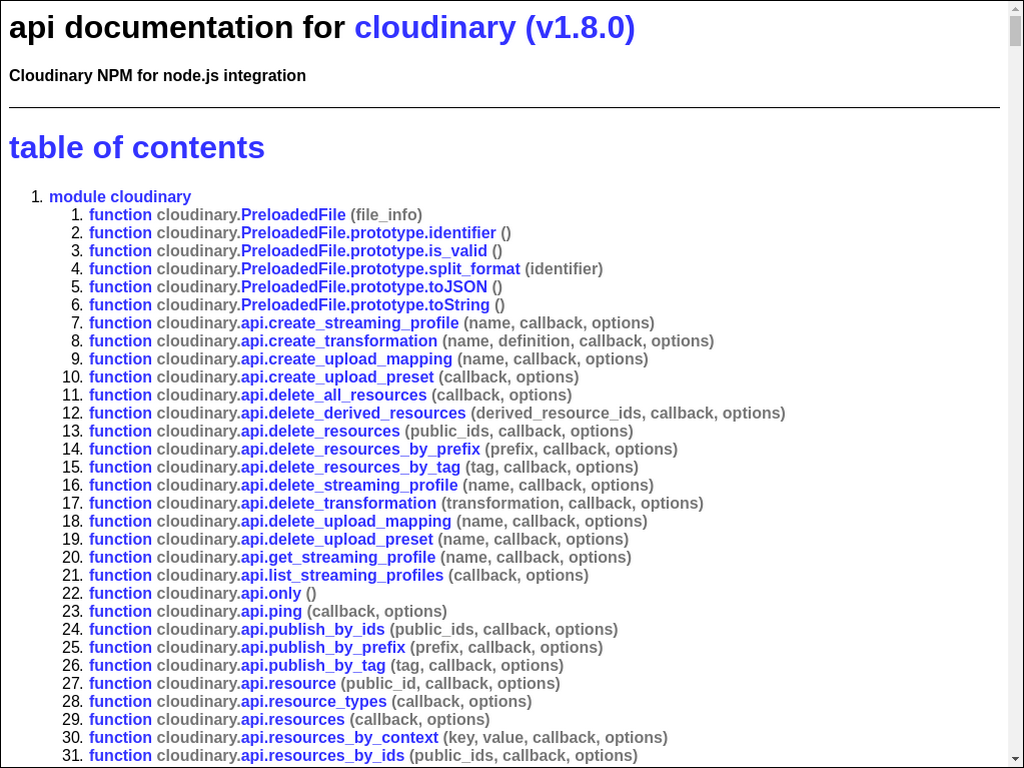 api documentation for cloudinary (v1.8.0)
Cloudinary NPM for node.js integration
table of contents
1. module cloudinary
1. function cloudinary.PreloadedFile (file_info)
2. function cloudinary.PreloadedFile.prototype.identifier ()
3. function cloudinary.PreloadedFile.prototype.is_valid ()
4. function cloudinary.PreloadedFile.prototype.split_format (identifier)
5. function cloudinary.PreloadedFile.prototype.toJSON ()
6. function cloudinary.PreloadedFile.prototype.toString ()
7. function cloudinary.api.create_streaming_profile (name, callback, options)
8. function cloudinary.api.create_transformation (name, definition, callback, options)
9. function cloudinary.api.create_upload_mapping (name, callback, options)
10. function cloudinary.api.create_upload_preset (callback, options)
11. function cloudinary.api.delete_all_resources (callback, options)
12. function cloudinary.api.delete_derived_resources (derived_resource_ids, callback, options)
13. function cloudinary.api.delete_resources (public_ids, callback, options)
14. function cloudinary.api.delete_resources_by_prefix (prefix, callback, options)
15. function cloudinary.api.delete_resources_by_tag (tag, callback, options)
16. function cloudinary.api.delete_streaming_profile (name, callback, options)
17. function cloudinary.api.delete_transformation (transformation, callback, options)
18. function cloudinary.api.delete_upload_mapping (name, callback, options)
19. function cloudinary.api.delete_upload_preset (name, callback, options)
20. function cloudinary.api.get_streaming_profile (name, callback, options)
21. function cloudinary.api.list_streaming_profiles (callback, options)
22. function cloudinary.api.only ()
23. function cloudinary.api.ping (callback, options)
24. function cloudinary.api.publish_by_ids (public_ids, callback, options)
25. function cloudinary.api.publish_by_prefix (prefix, callback, options)
26. function cloudinary.api.publish_by_tag (tag, callback, options)
27. function cloudinary.api.resource (public_id, callback, options)
28. function cloudinary.api.resource_types (callback, options)
29. function cloudinary.api.resources (callback, options)
30. function cloudinary.api.resources_by_context (key, value, callback, options)
31. function cloudinary.api.resources_by_ids (public_ids, callback, options)